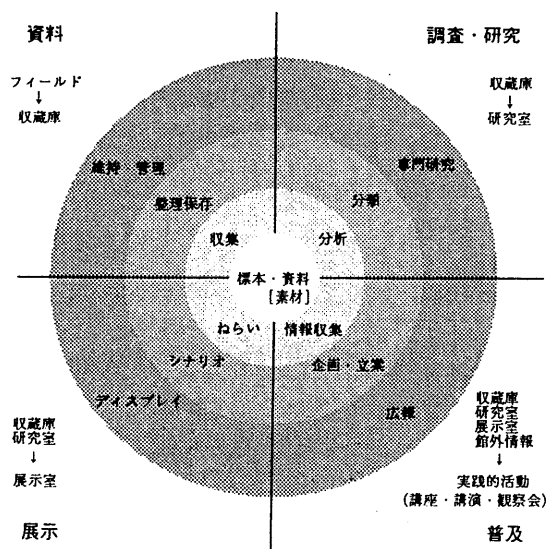 資料
フィールド
↓
収蔵庫
調査・研究
収蔵庫
↓
研究室
維持・管理
整理保存
収集
専門研究
分類
分析
標本・資料
[素材]
ねらい
シナリオ
ディスプレイ
情報収集
企画・立案
広報
収蔵庫
研究室
↓
展示室
展示
収蔵庫
研究室
展示室
館外情報
↓
実践的活動
(講座・講演・観察会)
普及